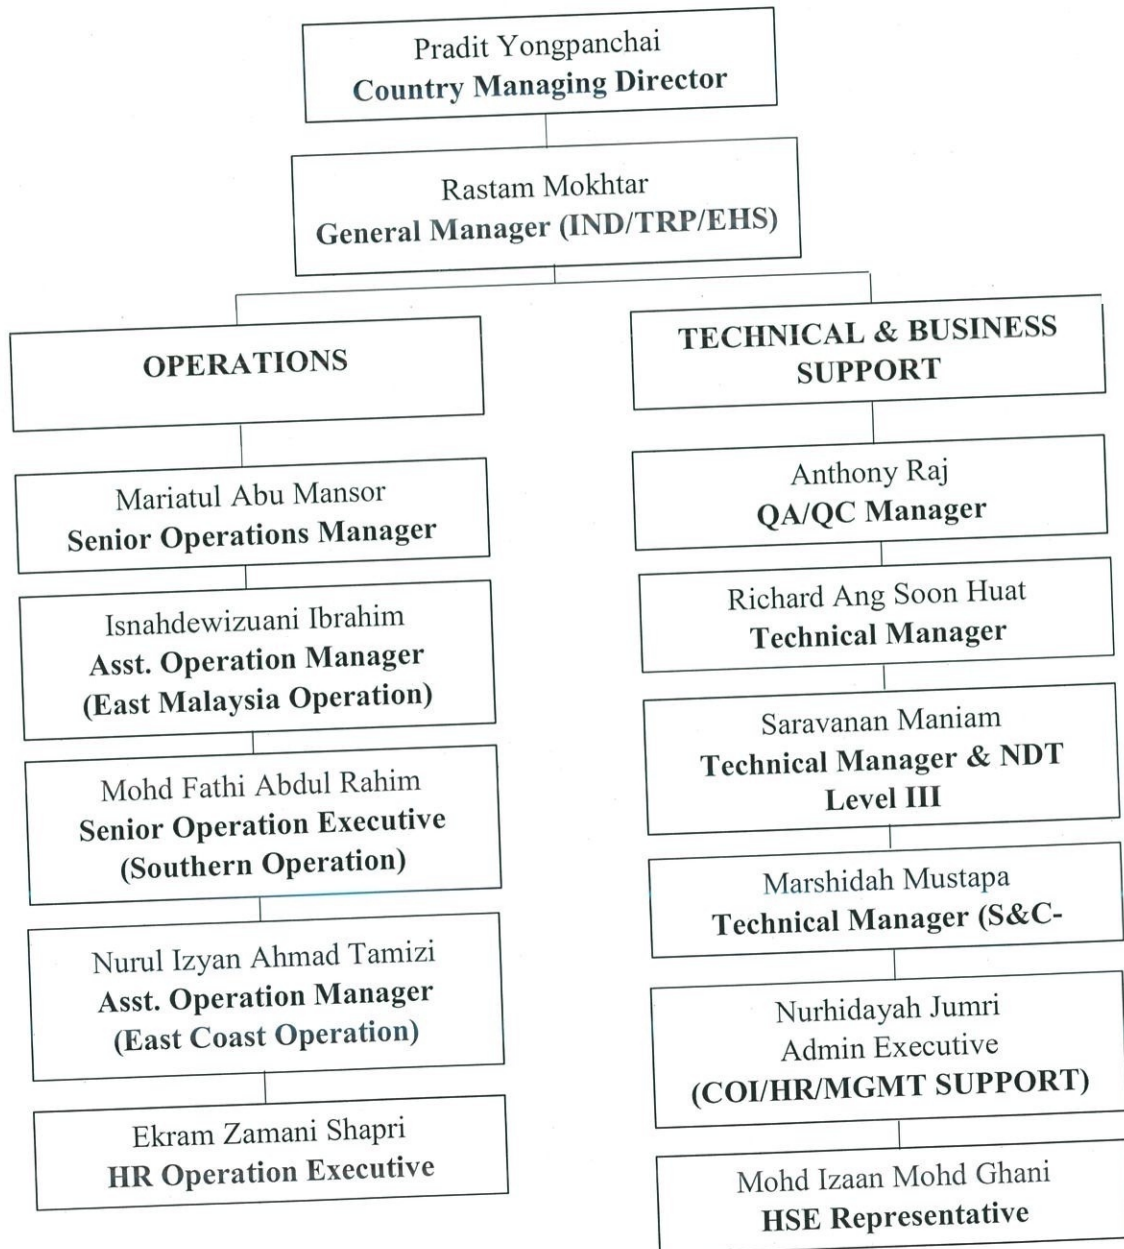 Pradit Yongpanchai
Country Managing Director
Rastam Mokhtar
General Manager (IND/TRP/EHS)
OPERATIONS
Mariatul Abu Mansor
Senior Operations Manager
Isnahdewizuani Ibrahim
Asst. Operation Manager
(East Malaysia Operation)
Mohd Fathi Abdul Rahim
Senior Operation Executive
(Southern Operation)
Nurul Izyan Ahmad Tamizi
Asst. Operation Manager
(East Coast Operation)
Ekram Zamani Shapri
HR Operation Executive
TECHNICAL & BUSINESS
SUPPORT
Anthony Raj
QA/QC Manager
Richard Ang Soon Huat
Technical Manager
Saravanan Maniam
Technical Manager & NDT
Level III
Marshidah Mustapa
Technical Manager (S&C-
Nurhidayah Jumri
Admin Executive
(COI/HR/MGMT SUPPORT)
Mohd Izaan Mohd Ghani
HSE Representative